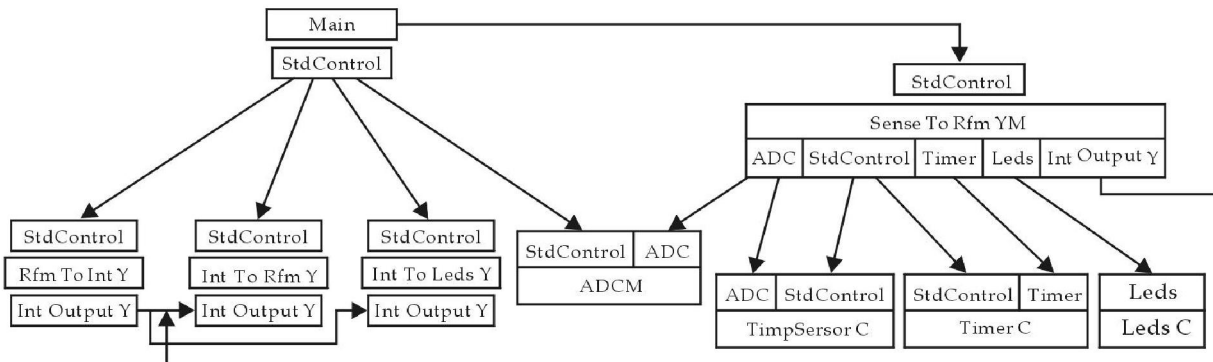 Main
StdControl
StdControl
Sense To Rfm YM
ADC StdControl Timer Leds Int Output Y
StdControl StdControl StdControl
Rfm To Int Y Int To Rfm Y Int To Leds Y
Int Output Y Int Output Y Int Output Y
StdControl ADC
ADCM
ADC StdControl
TimpSersor C
StdControl Timer
Timer C
Leds
Leds C